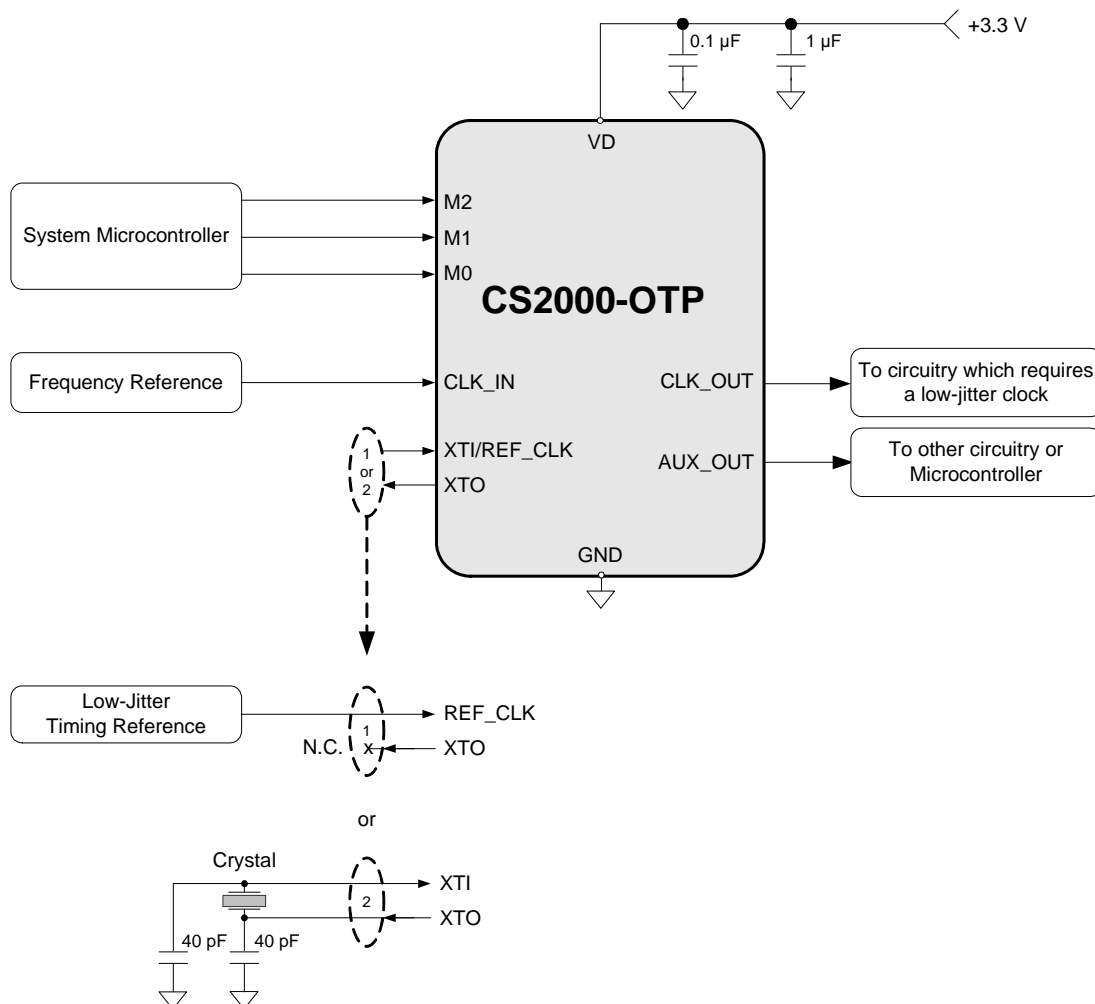 +3.3 V
0.1 µF
1 µF
VD
System Microcontroller
M2
M1
M0
CS2000-OTP
Frequency Reference
CLK_IN
CLK_OUT
To circuitry which requires
a low-jitter clock
XTI/REF_CLK
XTO
1
or
2
AUX_OUT
To other circuitry or
Microcontroller
GND
Low-Jitter
Timing Reference
1
REF_CLK
N.C.
x
XTO
or
Crystal
XTI
2
XTO
40 pF
40 pF